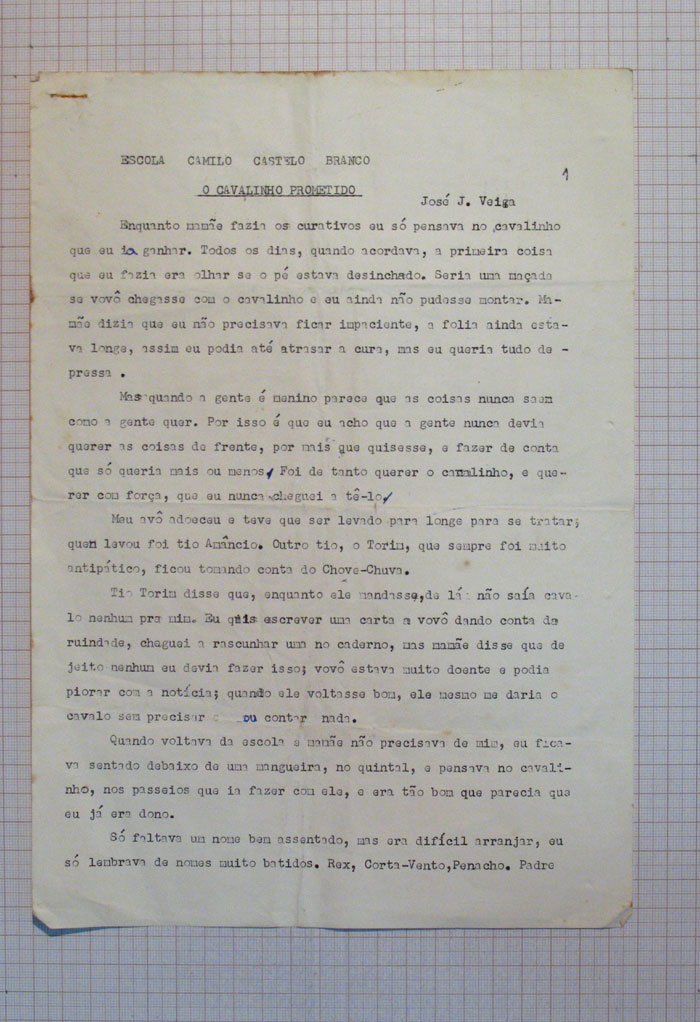 ESCOLA CAMILO CASTELO BRANCO
1
O CAVALINHO PROMETIDO
José J. Veiga
Enquanto mamãe fazia os curativos eu só pensava no cavalinho
que eu ia ganhar. Todos os dias, quando acordava, a primeira coisa
que eu fazia era olhar se o pé estava desinchado. Seria uma maçada
se vovô chegasse com o cavalinho e eu ainda não pudesse montar. Ma-
mãe dizia que eu não precisava ficar impaciente, a folia ainda esta-
va longe, assim eu podia até atrasar a cura, mas eu queria tudo de -
pressa .
Mas quando a gente é menino parece que as coisas nunca saem
como a gente quer. Por isso é que eu acho que a gente nunca devia
querer as coisas de frente, por mais que quisesse, e fazer de conta
que só queria mais ou menos. Foi de tanto querer o cavalinho, e que-
rer com força, que eu nunca cheguei a tê-lo.
Meu avô adoeceu e teve que ser levado para longe para se tratar;
quem levou foi tio Amâncio. Outro tio, o Torim, que sempre foi muito
antipático, ficou tomando conta do Chove-Chuva.
Tio Torim disse que, enquanto ele mandasse,de lá não saía cava-
lo nenhum pra mim. Eu quis escrever uma carta a vovô dando conta da
ruindade, cheguei a rascunhar uma no caderno, mas mamãe disse que de
jeito nenhum eu devia fazer isso; vovô estava muito doente e podia
piorar com a notícia; quando ele voltasse bom, ele mesmo me daria o
cavalo sem precisar ou contar nada.
Quando voltava da escola e mamãe não precisava de mim, eu fica-
va sentado debaixo de uma mangueira, no quintal, e pensava no cavali-
nho, nos passeios que ia fazer com ele, e era tão bom que parecia que
eu já era dono.
Só faltava um nome bem assentado, mas era difícil arranjar, eu
só lembrava de nomes muito batidos. Rex, Corta-Vento,Penacho. Padre